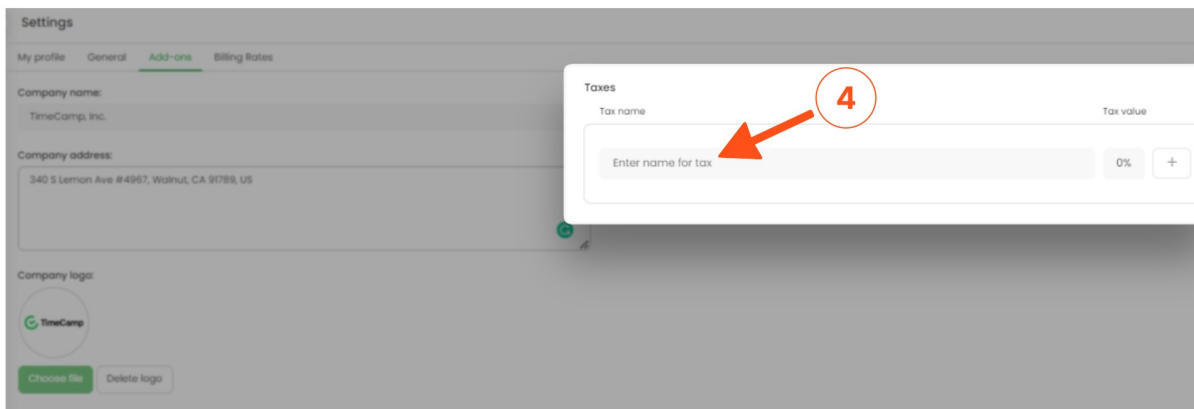 Settings
My profile General Add-ons Billing Rates
Company name:
TimeCamp, Inc.
Company address:
340 S Lemon Ave #4967, Walnut, CA 91789, US
Company logo:
TimeCamp
Choose file Delete logo
Taxes
4
Tax name Tax value
Enter name for tax 0% +